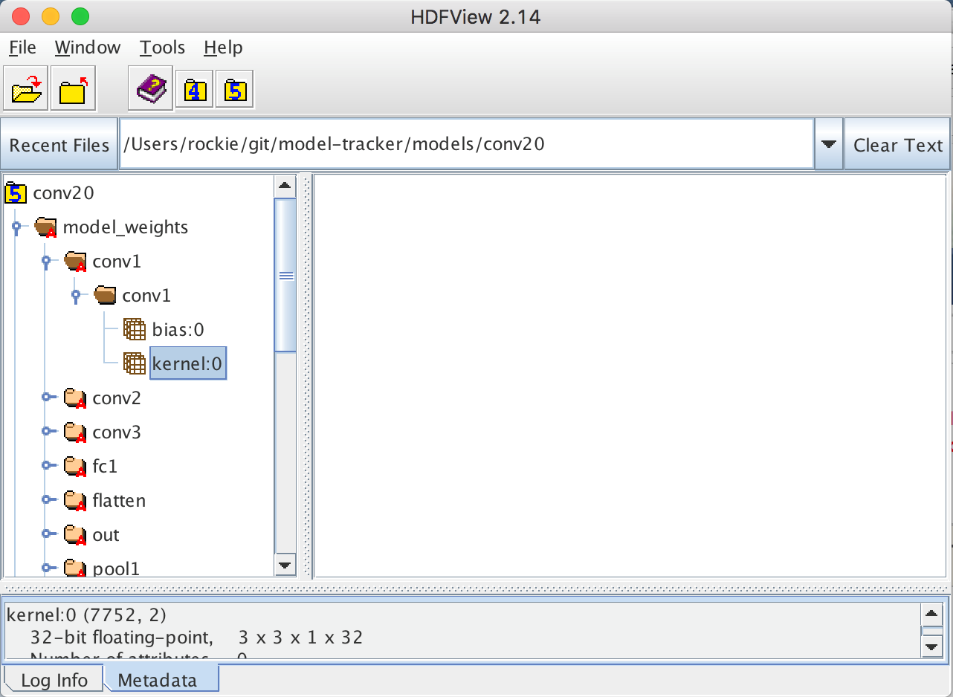 HDFView 2.14
File Window Tools Help
4 5
Recent Files /Users/rockie/git/model-tracker/models/conv20 Clear Text
5 conv20
model_weights
conv1
conv1
bias:0
kernel:0
conv2
conv3
fc1
flatten
out
pool1
kernel:0 (7752, 2)
32-bit floating-point, 3 x 3 x 1 x 32
Number of attributes 0
Log Info Metadata